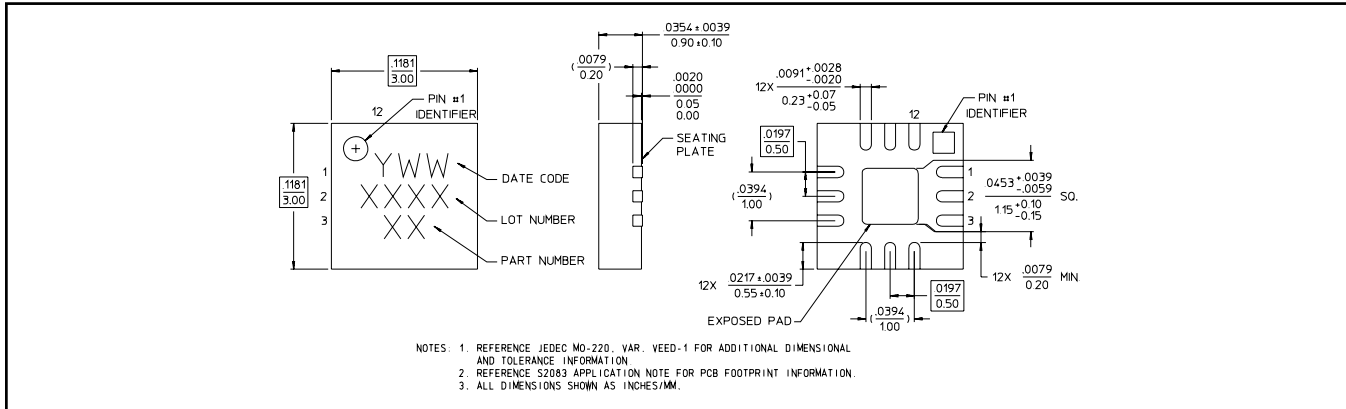 .1181
3.00
12
PIN #1
IDENTIFIER
.1181
3.00
1
2
3
YWW
XXXX
XX
DATE CODE
LOT NUMBER
PART NUMBER
.0354 ±.0039
0.90 ±0.10
(.0079
0.20)
.0020
.0000
0.05
0.00
SEATING
PLATE
12X .0091 +.0028 -.0020
0.23 +0.07 -0.05
12
PIN #1
IDENTIFIER
.0197
0.50
(.0394
1.00)
1
2
3
.0453 +.0039 -.0059 SQ.
1.15 +0.10 -0.15
12X .0217 ±.0039
0.55 ±0.10
12X .0079 MIN.
0.20
.0197
0.50
(.0394
1.00)
EXPOSED PAD
NOTES: 1. REFERENCE JEDEC MO-220, VAR. VEED-1 FOR ADDITIONAL DIMENSIONAL
AND TOLERANCE INFORMATION.
2. REFERENCE S2083 APPLICATION NOTE FOR PCB FOOTPRINT INFORMATION.
3. ALL DIMENSIONS SHOWN AS INCHES/MM.